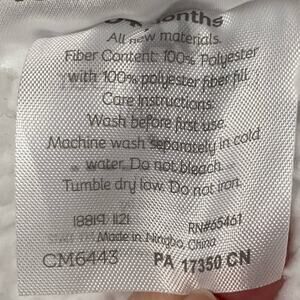 months
All new materials.
Fiber Content: 100% Polyester
with 100% polyester fiber fill.
Care Instructions:
Wash before first use.
Machine wash separately in cold
water. Do not bleach.
Tumble dry low. Do not iron.
18819 1121
RN#65461
Made in Ningbo, China
CM6443
PA 17350 CN